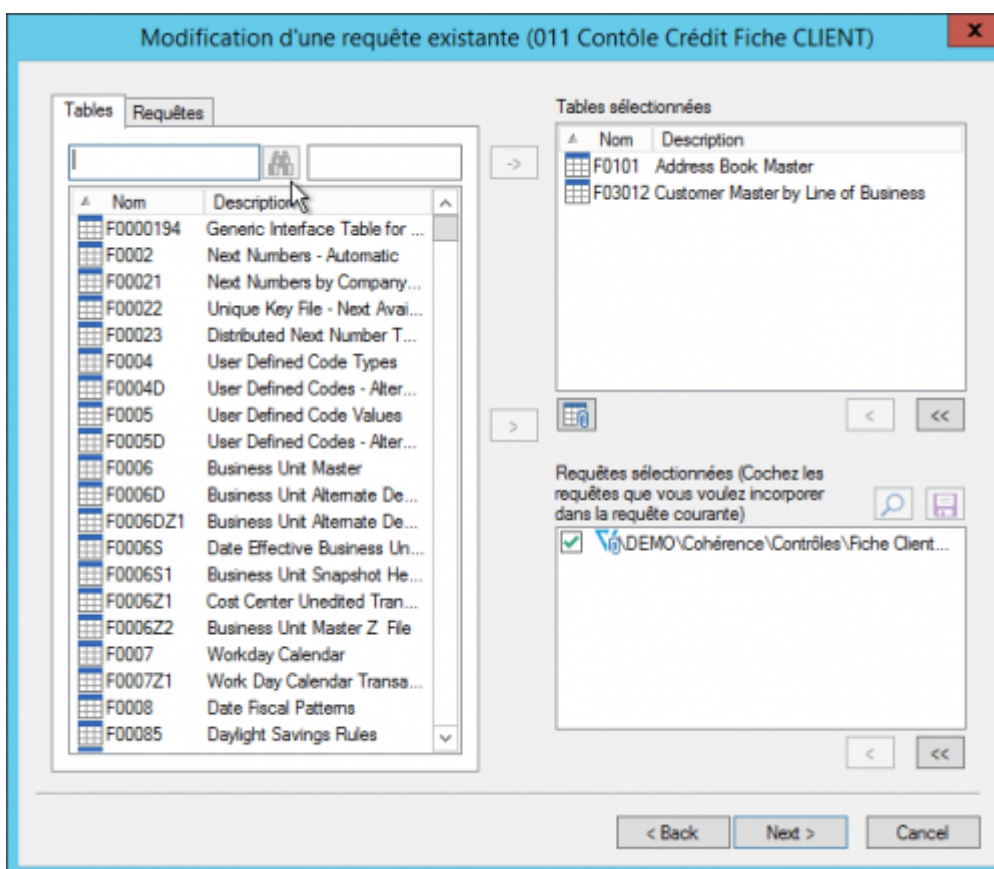 Modification d'une requête existante (011 Contôle Crédit Fiche CLIENT)
x
Tables Requêtes
Nom Description
F0000194 Generic Interface Table for ...
F0002 Next Numbers - Automatic
F00021 Next Numbers by Company...
F00022 Unique Key File - Next Avai...
F00023 Distributed Next Number T...
F0004 User Defined Code Types
F0004D User Defined Codes - Alter...
F0005 User Defined Code Values
F0005D User Defined Codes - Alter...
F0006 Business Unit Master
F0006D Business Unit Alternate De...
F0006DZ1 Business Unit Alternate De...
F0006S Date Effective Business Un...
F0006S1 Business Unit Snapshot He...
F0006Z1 Cost Center Unedited Tran...
F0006Z2 Business Unit Master Z File
F0007 Workday Calendar
F0007Z1 Work Day Calendar Transa...
F0008 Date Fiscal Patterns
F00085 Daylight Savings Rules
->
>
Tables sélectionnées
Nom Description
F0101 Address Book Master
F03012 Customer Master by Line of Business
< <<
Requêtes sélectionnées (Cochez les
requêtes que vous voulez incorporer
dans la requête courante)
\DEMO\Cohérence\Contrôles\Fiche Client...
< <<
< Back Next > Cancel